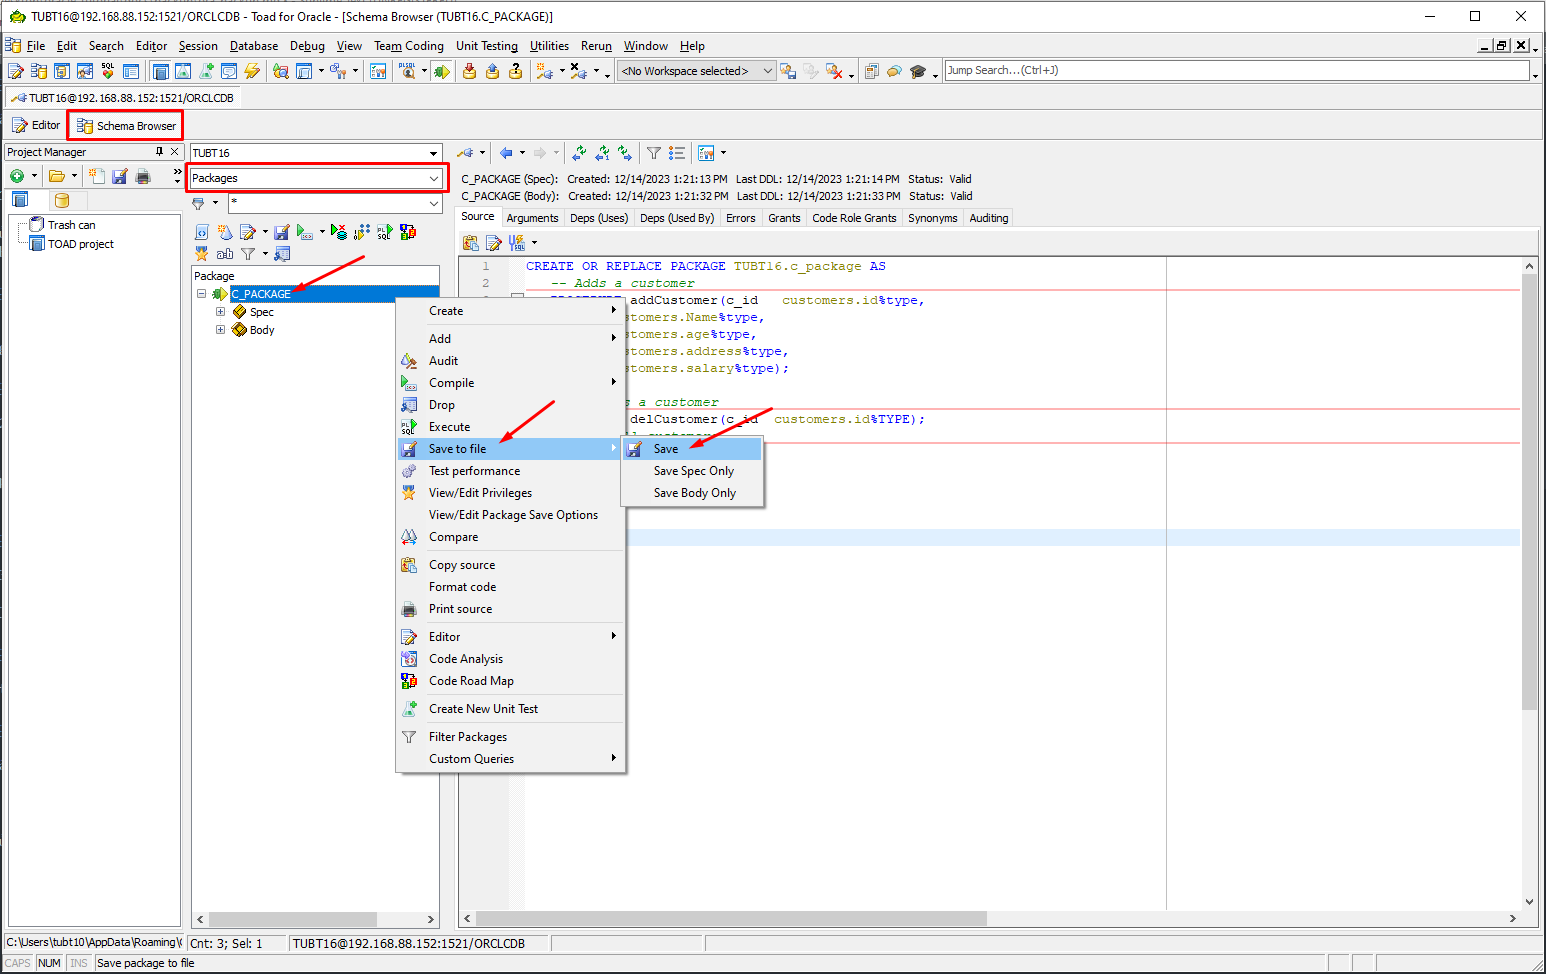 TUBT16@192.168.88.152:1521/ORCLCDB - Toad for Oracle - [Schema Browser (TUBT16.C_PACKAGE)]
File Edit Search Editor Session Database Debug View Team Coding Unit Testing Utilities Rerun Window Help
<No Workspace selected> Jump Search...(Ctrl+J)
TUBT16@192.168.88.152:1521/ORCLCDB
Editor Schema Browser
Project Manager
Trash can
TOAD project
TUBT16
Packages
*
Package
C_PACKAGE
Spec
Body
C_PACKAGE (Spec): Created: 12/14/2023 1:21:13 PM Last DDL: 12/14/2023 1:21:14 PM Status: Valid
C_PACKAGE (Body): Created: 12/14/2023 1:21:32 PM Last DDL: 12/14/2023 1:21:33 PM Status: Valid
Source Arguments Deps (Uses) Deps (Used By) Errors Grants Code Role Grants Synonyms Auditing
1 CREATE OR REPLACE PACKAGE TUBT16.c_package AS
2 -- Adds a customer
addCustomer(c_id customers.id%type,
stomers.Name%type,
stomers.age%type,
stomers.address%type,
stomers.salary%type);
s a customer
delCustomer(c_id customers.id%TYPE);
Create
Add
Audit
Compile
Drop
Execute
Save to file
Test performance
View/Edit Privileges
View/Edit Package Save Options
Compare
Copy source
Format code
Print source
Editor
Code Analysis
Code Road Map
Create New Unit Test
Filter Packages
Custom Queries
Save
Save Spec Only
Save Body Only
C:\Users\tubt10\AppData\Roaming\ Cnt: 3; Sel: 1 TUBT16@192.168.88.152:1521/ORCLCDB
CAPS NUM INS Save package to file